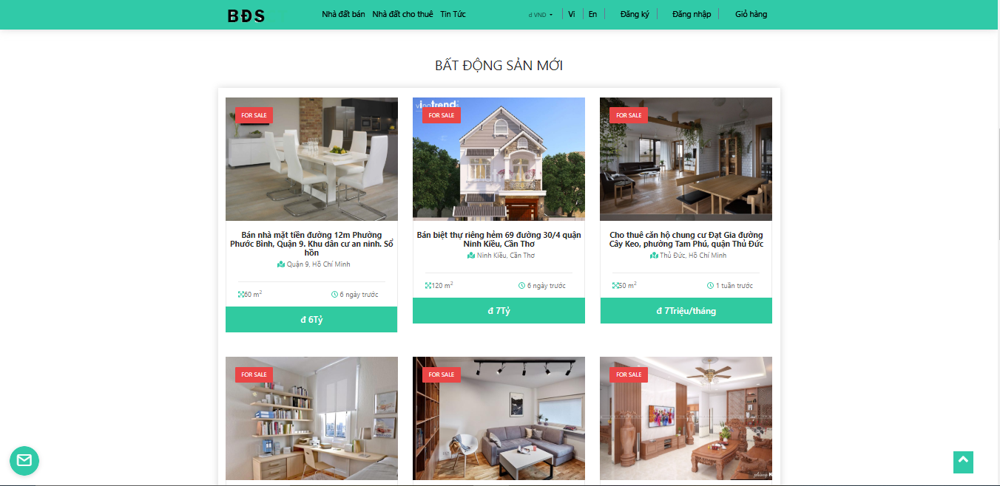 BĐS
Nhà đất bán Nhà đất cho thuê Tin Tức
đ VND Vi En Đăng ký Đăng nhập Giỏ hàng
BẤT ĐỘNG SẢN MỚI
FOR SALE
Bán nhà mặt tiền đường 12m Phường
Phước Bình, Quận 9. Khu dân cư an ninh. Sổ
hồn
Quận 9, Hồ Chí Minh
60 m²
6 ngày trước
đ 6Tỷ
FOR SALE
Bán biệt thự riêng hẻm 69 đường 30/4 quận
Ninh Kiều, Cần Thơ
Ninh Kiều, Cần Thơ
120 m²
6 ngày trước
đ 7Tỷ
FOR SALE
Cho thuê căn hộ chung cư Đạt Gia đường
Cây Keo, phường Tam Phú, quận Thủ Đức
Thủ Đức, Hồ Chí Minh
50 m²
1 tuần trước
đ 7Triệu/tháng
FOR SALE
FOR SALE
FOR SALE